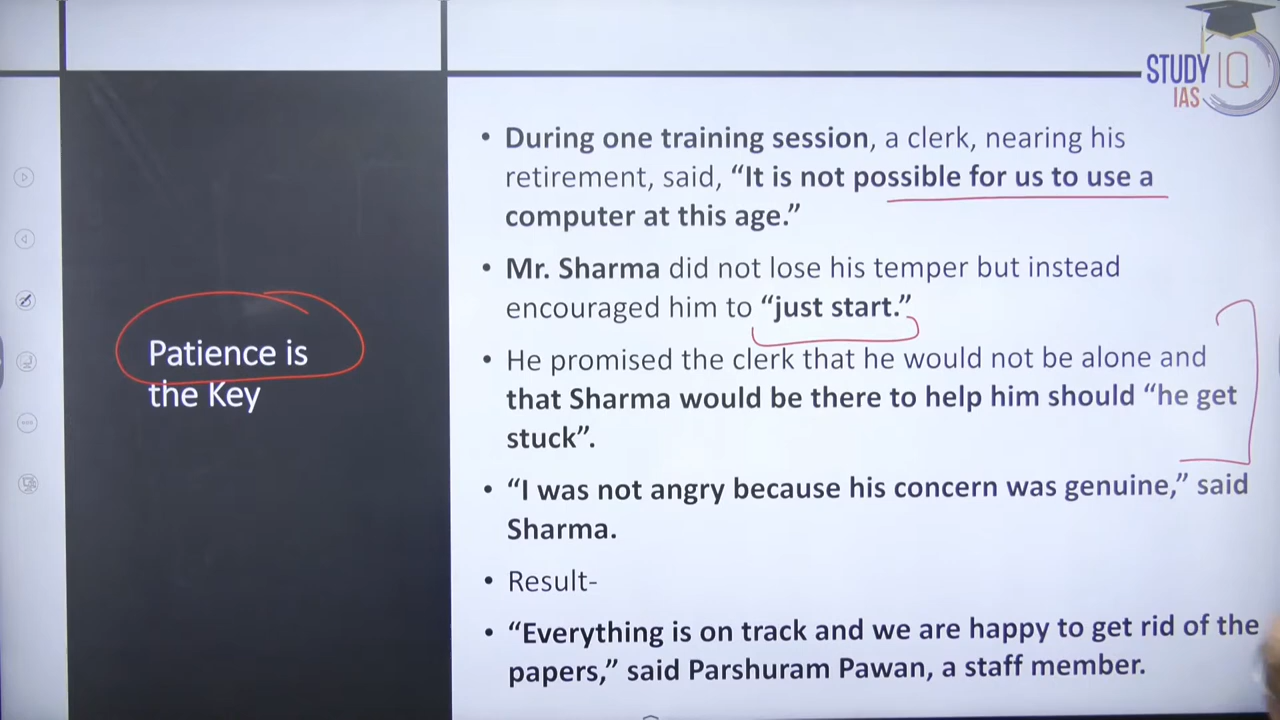 STUDY IQ
IAS
Patience is
the Key
• During one training session, a clerk, nearing his
retirement, said, “It is not possible for us to use a
computer at this age.”
• Mr. Sharma did not lose his temper but instead
encouraged him to “just start.”
• He promised the clerk that he would not be alone and
that Sharma would be there to help him should “he get
stuck”.
• “I was not angry because his concern was genuine,” said
Sharma.
• Result-
• “Everything is on track and we are happy to get rid of the
papers,” said Parshuram Pawan, a staff member.